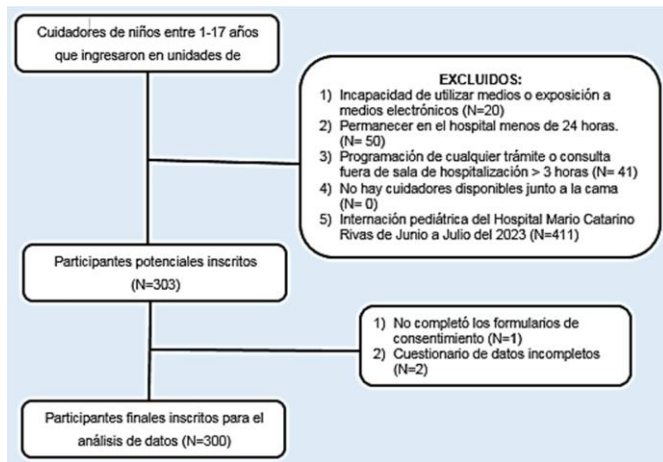 Cuidadores de niños entre 1-17 años
que ingresaron en unidades de
EXCLUIDOS:
1) Incapacidad de utilizar medios o exposición a
medios electrónicos (N=20)
2) Permanecer en el hospital menos de 24 horas.
(N= 50)
3) Programación de cualquier trámite o consulta
fuera de sala de hospitalización > 3 horas (N= 41)
4) No hay cuidadores disponibles junto a la cama
(N= 0)
5) Internación pediátrica del Hospital Mario Catarino
Rivas de Junio a Julio del 2023 (N=411)
Participantes potenciales inscritos
(N=303)
1) No completó los formularios de
consentimiento (N=1)
2) Cuestionario de datos incompletos
(N=2)
Participantes finales inscritos para el
análisis de datos (N=300)